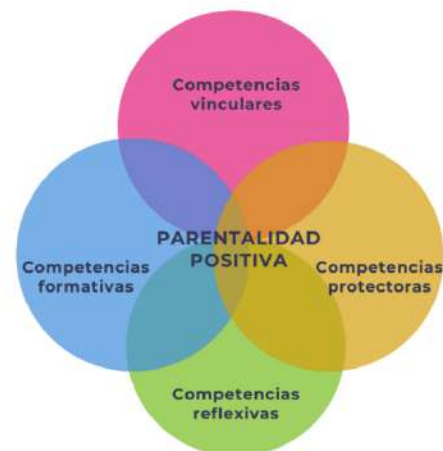 Competencias
vinculares
PARENTALIDAD
POSITIVA
Competencias
formativas
Competencias
protectoras
Competencias
reflexivas